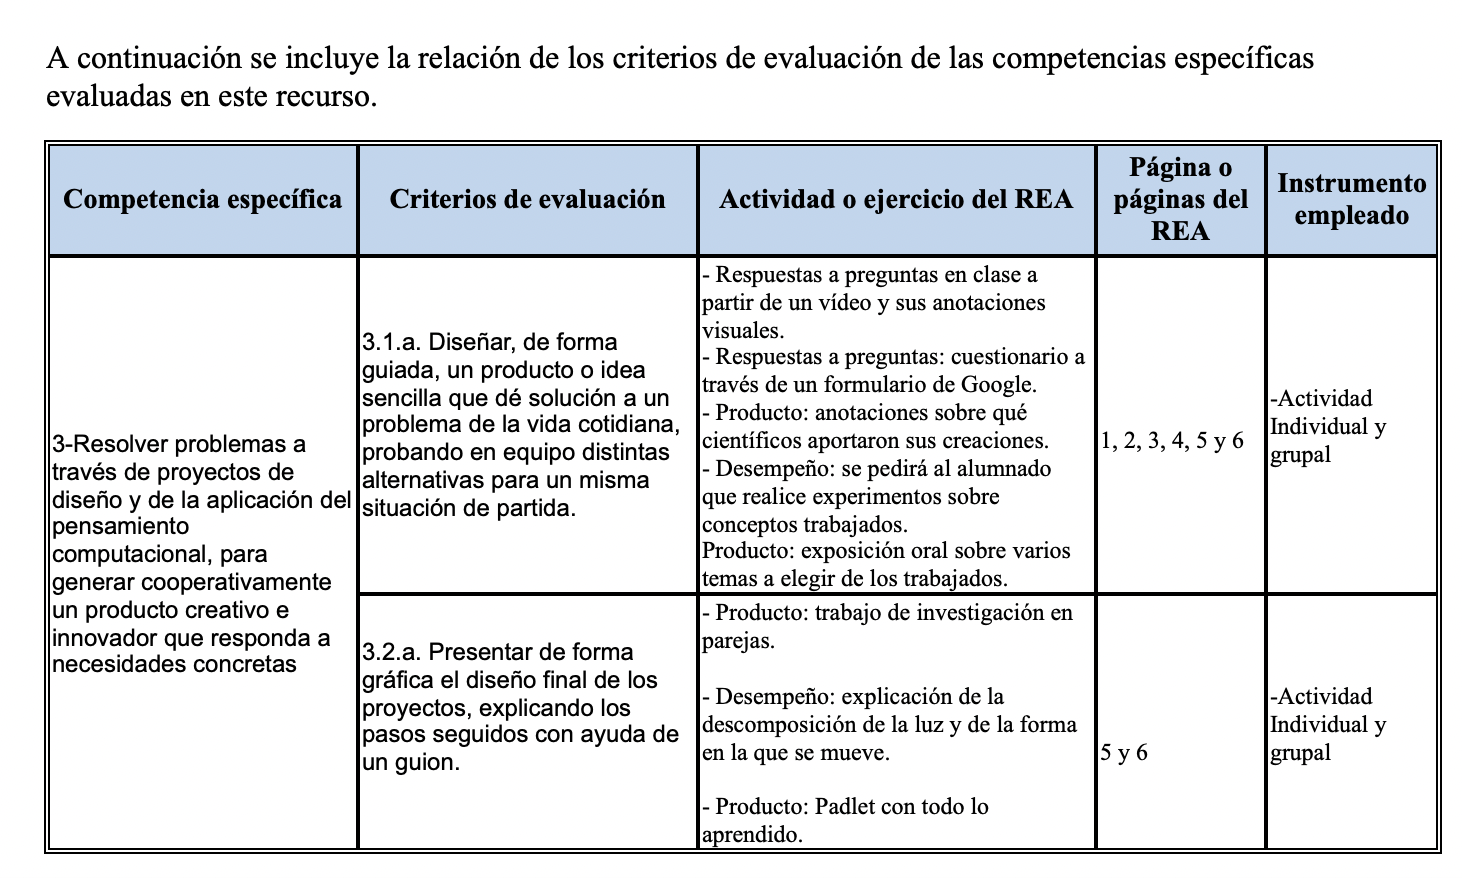 A continuación se incluye la relación de los criterios de evaluación de las competencias específicas
evaluadas en este recurso.
Competencia específica
Criterios de evaluación
Actividad o ejercicio del REA
Página o
páginas del
REA
Instrumento
empleado
3-Resolver problemas a
través de proyectos de
diseño y de la aplicación del
pensamiento
computacional, para
generar cooperativamente
un producto creativo e
innovador que responda a
necesidades concretas
3.1.a. Diseñar, de forma
guiada, un producto o idea
sencilla que dé solución a un
problema de la vida cotidiana,
probando en equipo distintas
alternativas para un misma
situación de partida.
- Respuestas a preguntas en clase a
partir de un vídeo y sus anotaciones
visuales.
- Respuestas a preguntas: cuestionario a
través de un formulario de Google.
- Producto: anotaciones sobre qué
científicos aportaron sus creaciones.
- Desempeño: se pedirá al alumnado
que realice experimentos sobre
conceptos trabajados.
Producto: exposición oral sobre varios
temas a elegir de los trabajados.
1, 2, 3, 4, 5 y 6
-Actividad
Individual y
grupal
3.2.a. Presentar de forma
gráfica el diseño final de los
proyectos, explicando los
pasos seguidos con ayuda de
un guion.
- Producto: trabajo de investigación en
parejas.
- Desempeño: explicación de la
descomposición de la luz y de la forma
en la que se mueve.
- Producto: Padlet con todo lo
aprendido.
5 y 6
-Actividad
Individual y
grupal